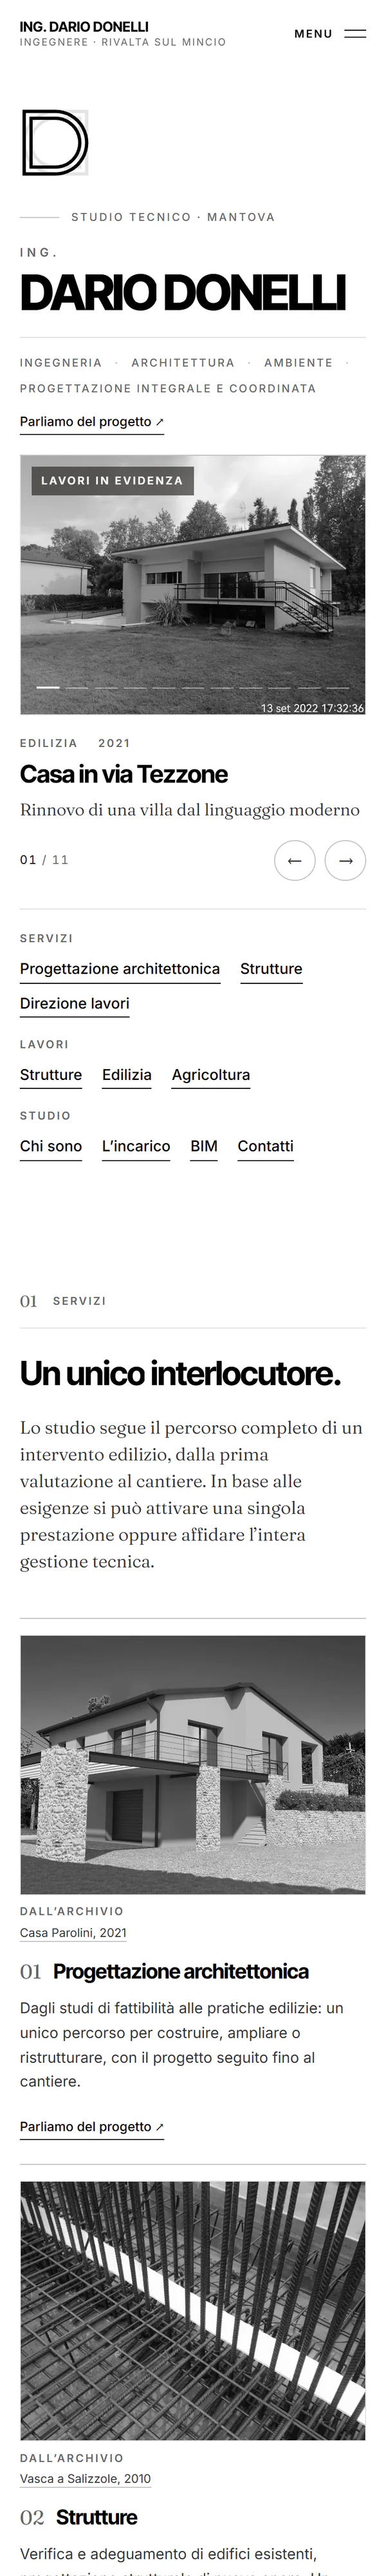 ING. DARIO DONELLI
INGEGNERE · RIVALTA SUL MINCIO
MENU
D
STUDIO TECNICO · MANTOVA
ING.
DARIO DONELLI
INGEGNERIA · ARCHITETTURA · AMBIENTE ·
PROGETTAZIONE INTEGRALE E COORDINATA
Parliamo del progetto ↗
LAVORI IN EVIDENZA
13 set 2022 17:32:36
EDILIZIA 2021
Casa in via Tezzone
Rinnovo di una villa dal linguaggio moderno
01 / 11
← →
SERVIZI
Progettazione architettonica Strutture
Direzione lavori
LAVORI
Strutture Edilizia Agricoltura
STUDIO
Chi sono L’incarico BIM Contatti
01 SERVIZI
Un unico interlocutore.
Lo studio segue il percorso completo di un
intervento edilizio, dalla prima
valutazione al cantiere. In base alle
esigenze si può attivare una singola
prestazione oppure affidare l’intera
gestione tecnica.
DALL’ARCHIVIO
Casa Parolini, 2021
01 Progettazione architettonica
Dagli studi di fattibilità alle pratiche edilizie: un
unico percorso per costruire, ampliare o
ristrutturare, con il progetto seguito fino al
cantiere.
Parliamo del progetto ↗
DALL’ARCHIVIO
Vasca a Salizzole, 2010
02 Strutture
Verifica e adeguamento di edifici esistenti,